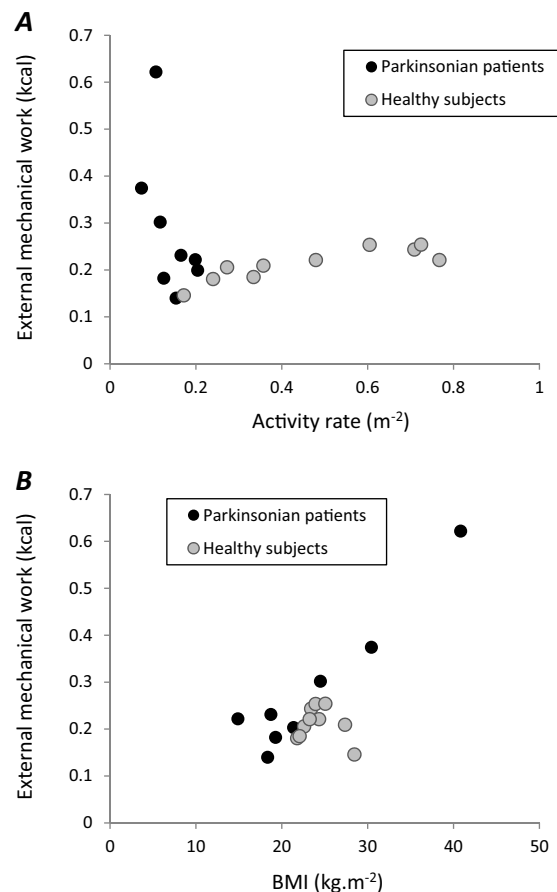 A
External mechanical work (kcal)
0.7
0.6
0.5
0.4
0.3
0.2
0.1
0
Parkinsonian patients
Healthy subjects
0 0.2 0.4 0.6 0.8 1
Activity rate (m⁻²)
B
External mechanical work (kcal)
0.7
0.6
0.5
0.4
0.3
0.2
0.1
0
Parkinsonian patients
Healthy subjects
0 10 20 30 40 50
BMI (kg.m⁻²)